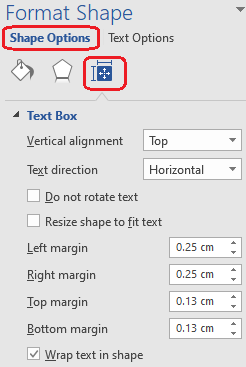 Format Shape
Shape Options Text Options
Text Box
Vertical alignment Top
Text direction Horizontal
Do not rotate text
Resize shape to fit text
Left margin 0.25 cm
Right margin 0.25 cm
Top margin 0.13 cm
Bottom margin 0.13 cm
Wrap text in shape